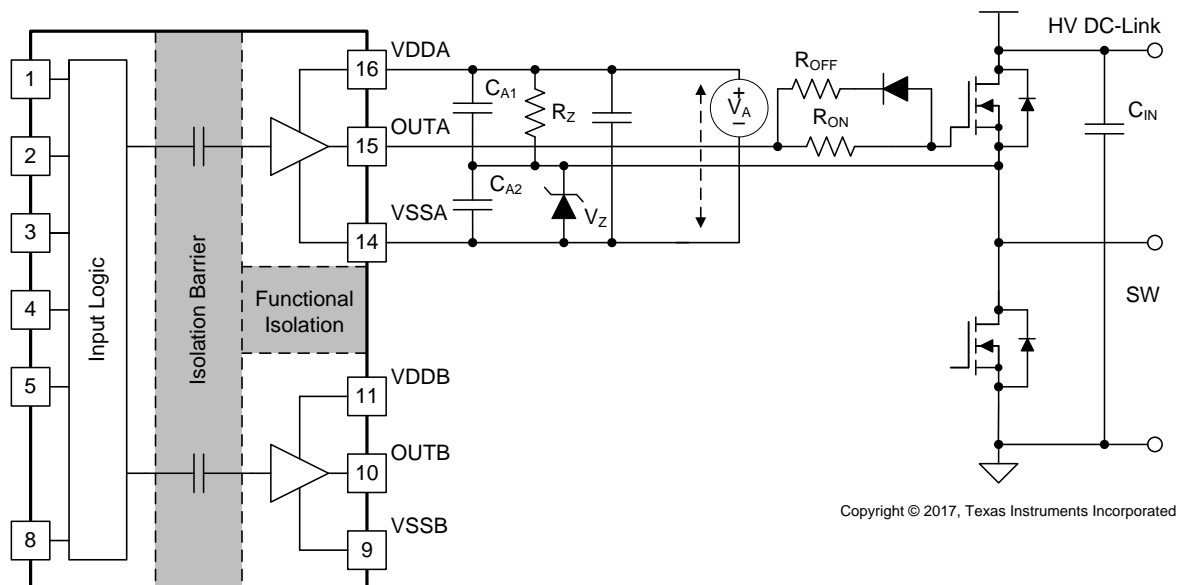 1
2
3
4
5
8
Input Logic
Isolation Barrier
Functional
Isolation
16
VDDA
15
OUTA
14
VSSA
11
VDDB
10
OUTB
9
VSSB
CA1
CA2
RZ
VZ
+
VA
−
ROFF
RON
HV DC-Link
CIN
SW
Copyright © 2017, Texas Instruments Incorporated